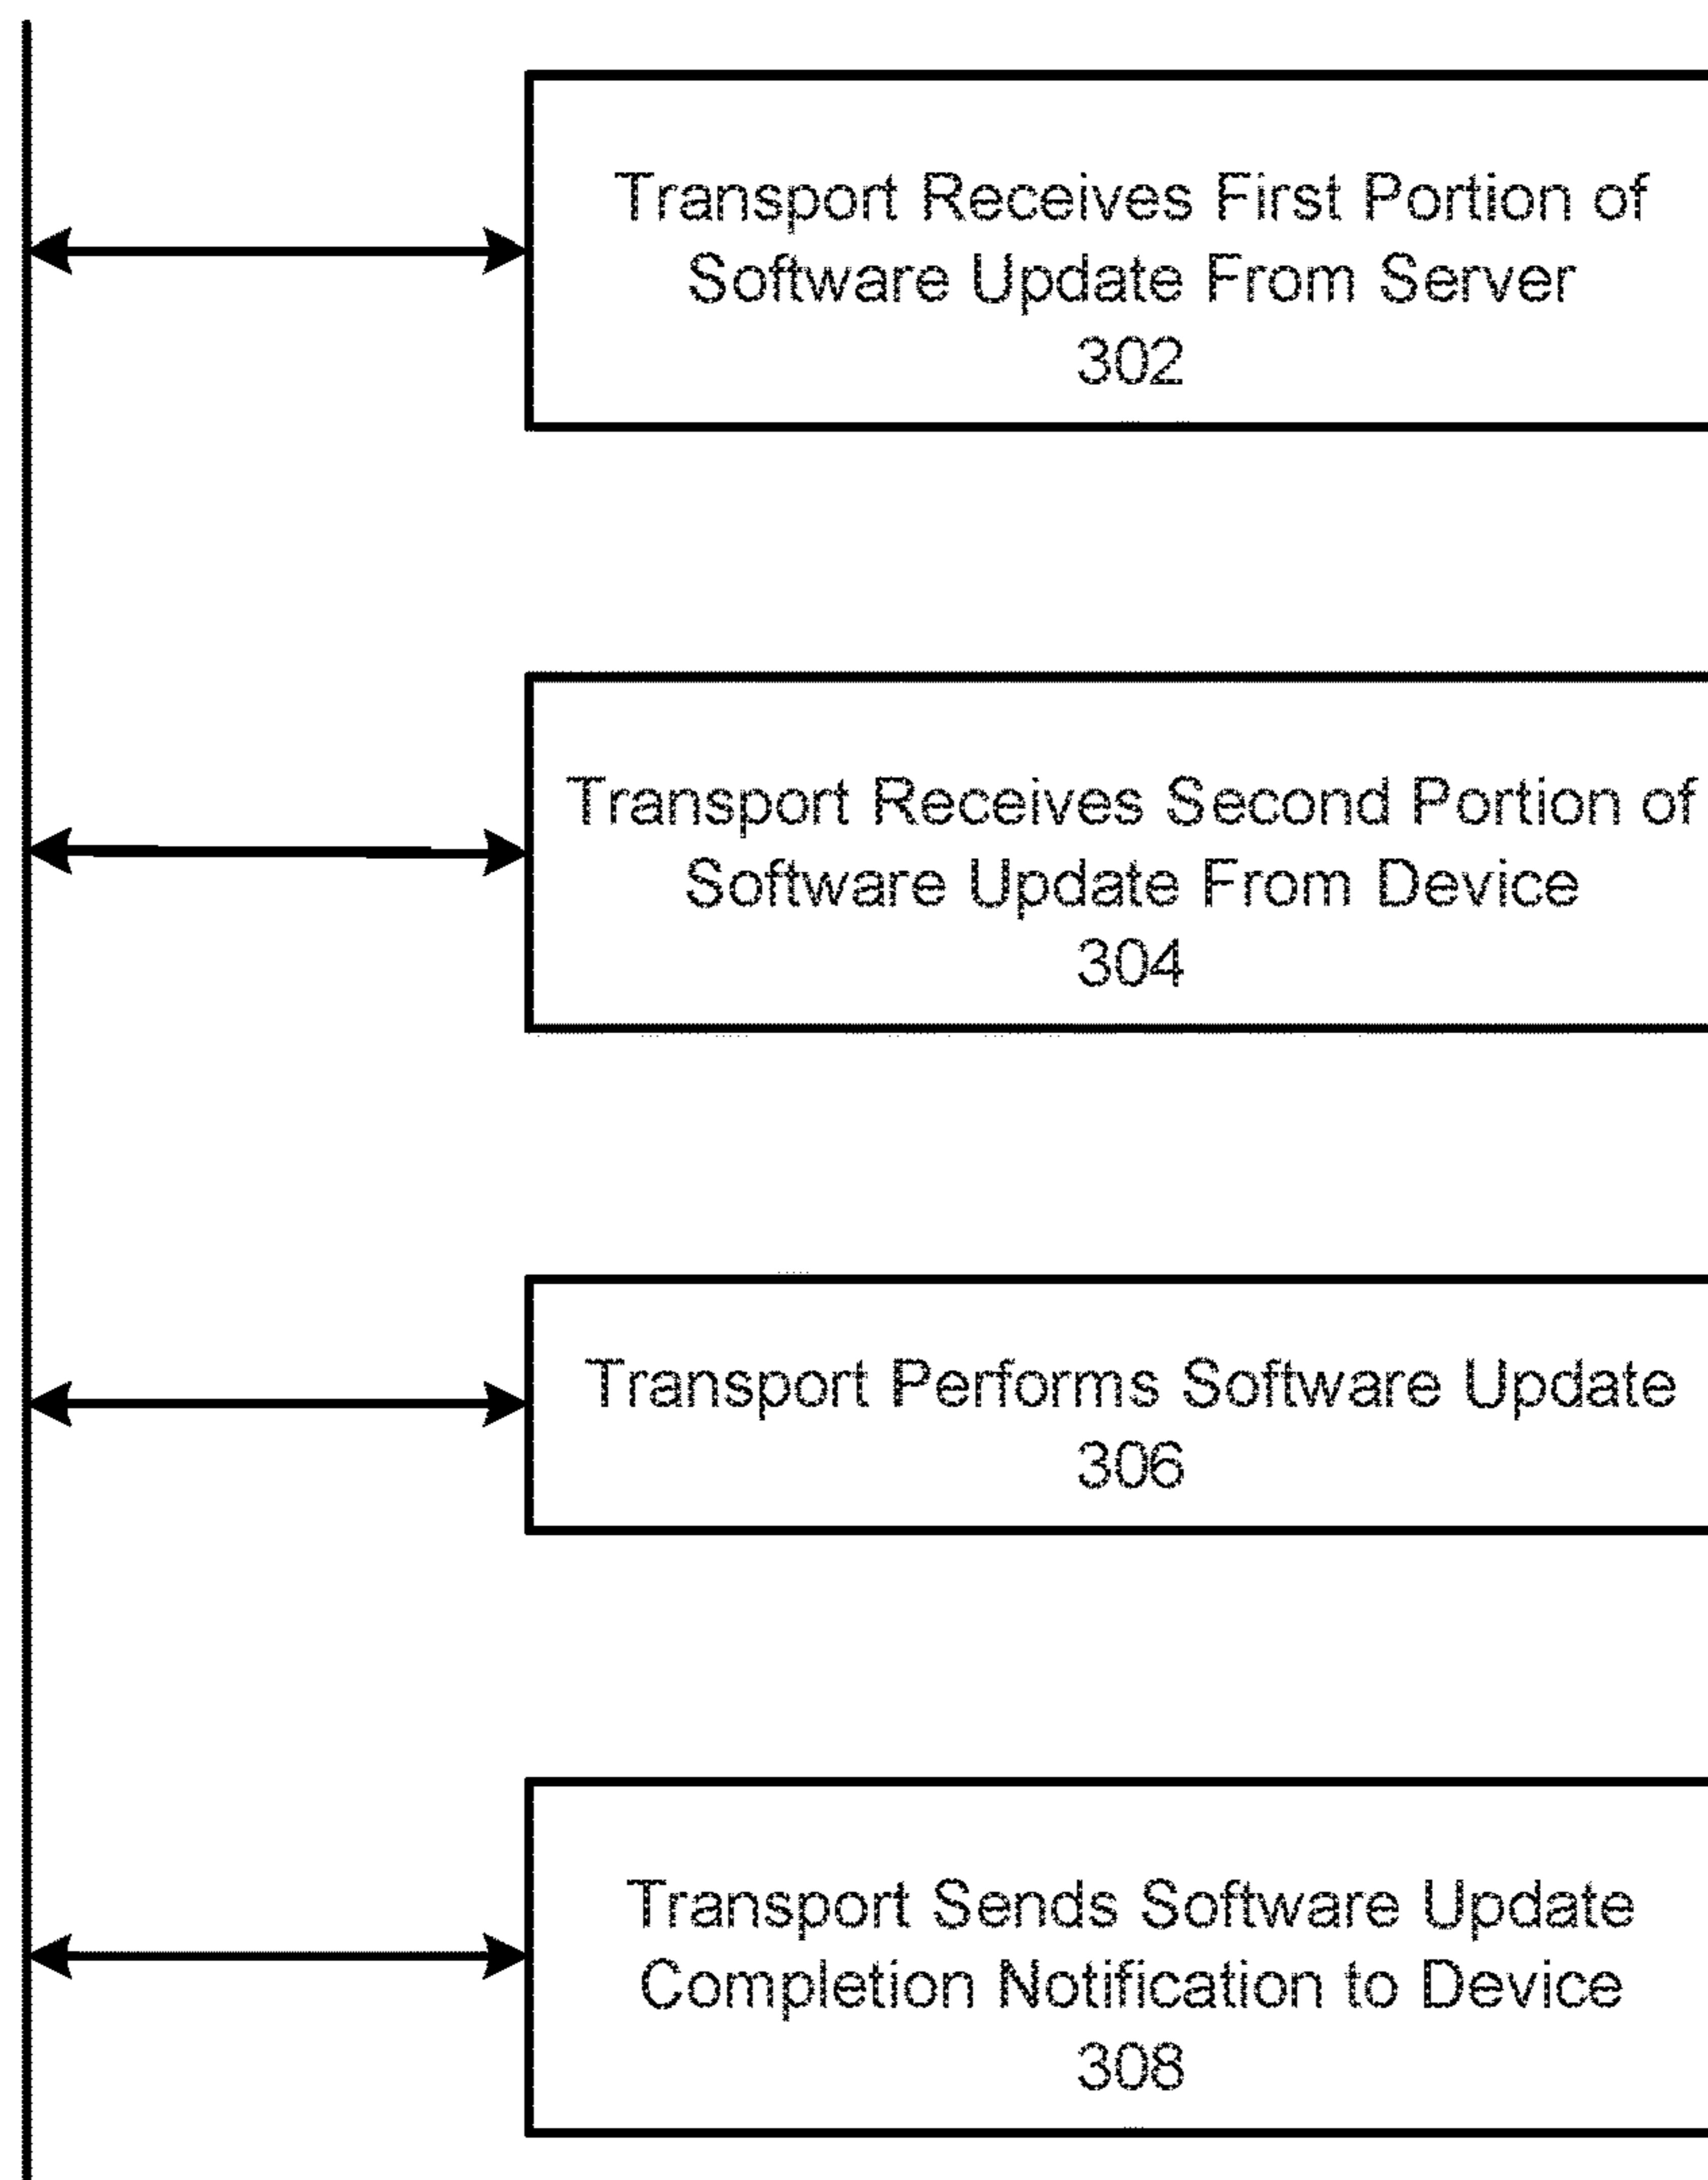 Transport Receives First Portion of
Software Update From Server
302
Transport Receives Second Portion of
Software Update From Device
304
Transport Performs Software Update
306
Transport Sends Software Update
Completion Notification to Device
308